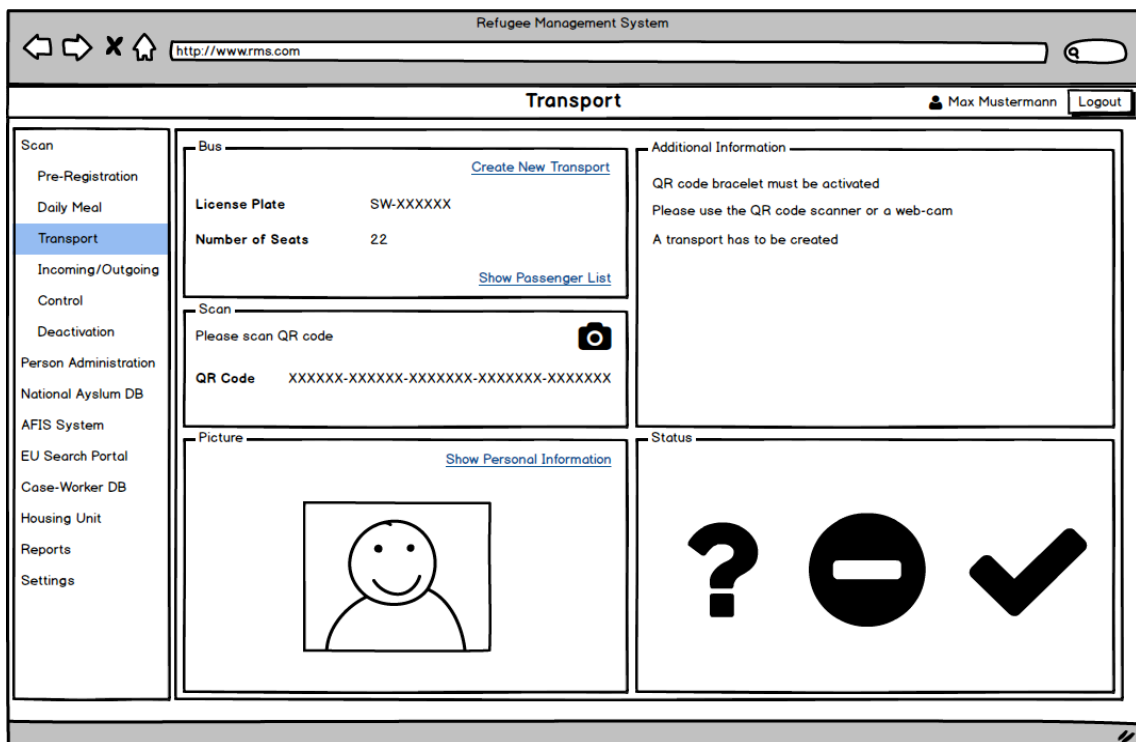 Refugee Management System
http://www.rms.com
Transport
Max Mustermann
Logout
Scan
Pre-Registration
Daily Meal
Transport
Incoming/Outgoing
Control
Deactivation
Person Administration
National Ayslum DB
AFIS System
EU Search Portal
Case-Worker DB
Housing Unit
Reports
Settings
Bus
Create New Transport
License Plate SW-XXXXXX
Number of Seats 22
Show Passenger List
Scan
Please scan QR code
QR Code XXXXXX-XXXXXX-XXXXXXX-XXXXXXX-XXXXXXX
Picture
Show Personal Information
Additional Information
QR code bracelet must be activated
Please use the QR code scanner or a web-cam
A transport has to be created
Status
?